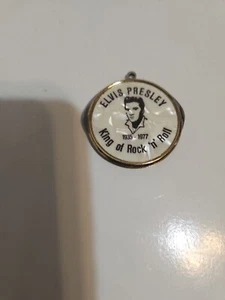 ELVIS PRESLEY
1935-1977
King of Rock 'n' Roll